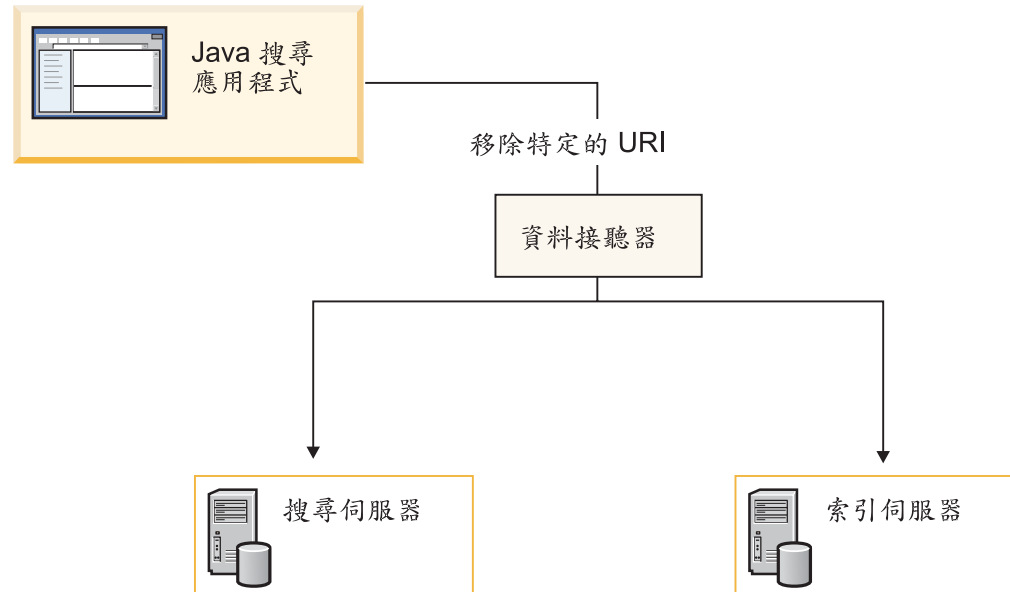 Java 搜尋
應用程式
移除特定的 URI
資料接聽器
搜尋伺服器
索引伺服器